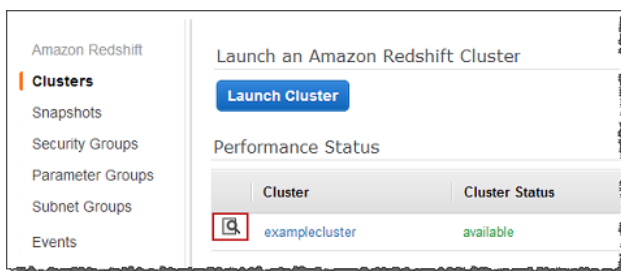 Amazon Redshift
Clusters
Snapshots
Security Groups
Parameter Groups
Subnet Groups
Events
Launch an Amazon Redshift Cluster
Launch Cluster
Performance Status
Cluster Cluster Status
examplecluster available